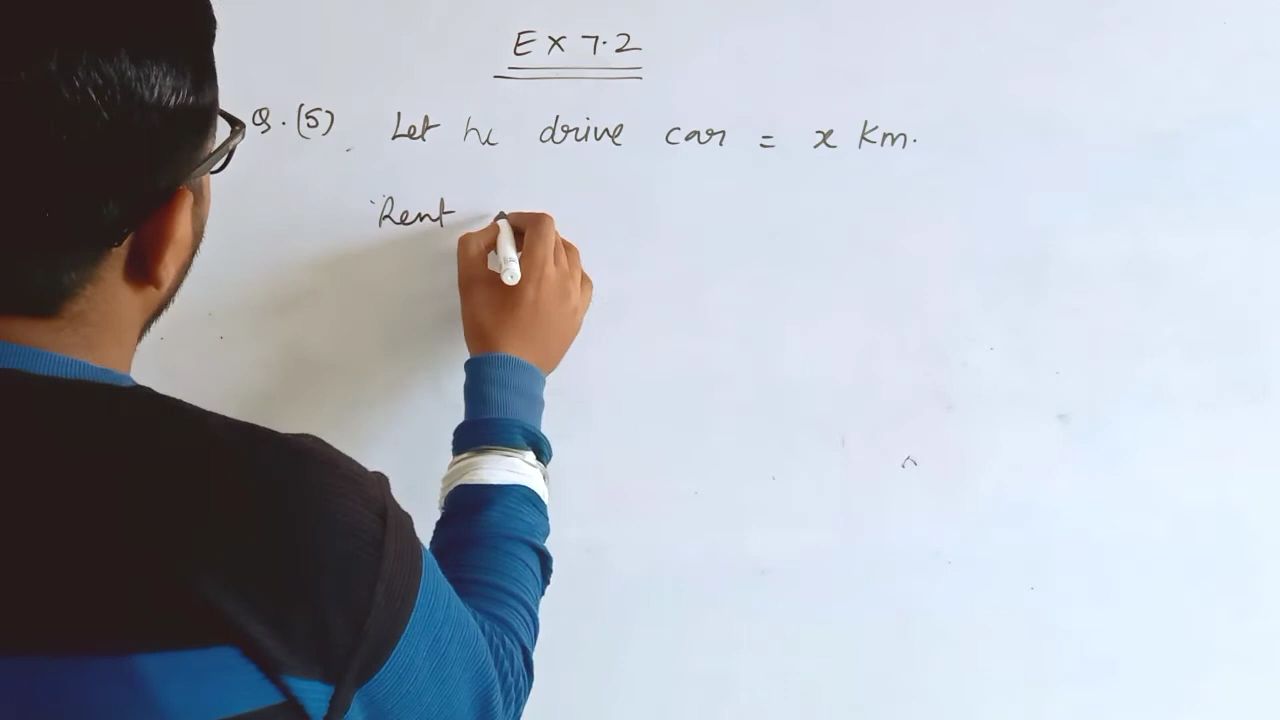 Ex 7.2
Q.(5) Let he drive car = x Km.
Rent